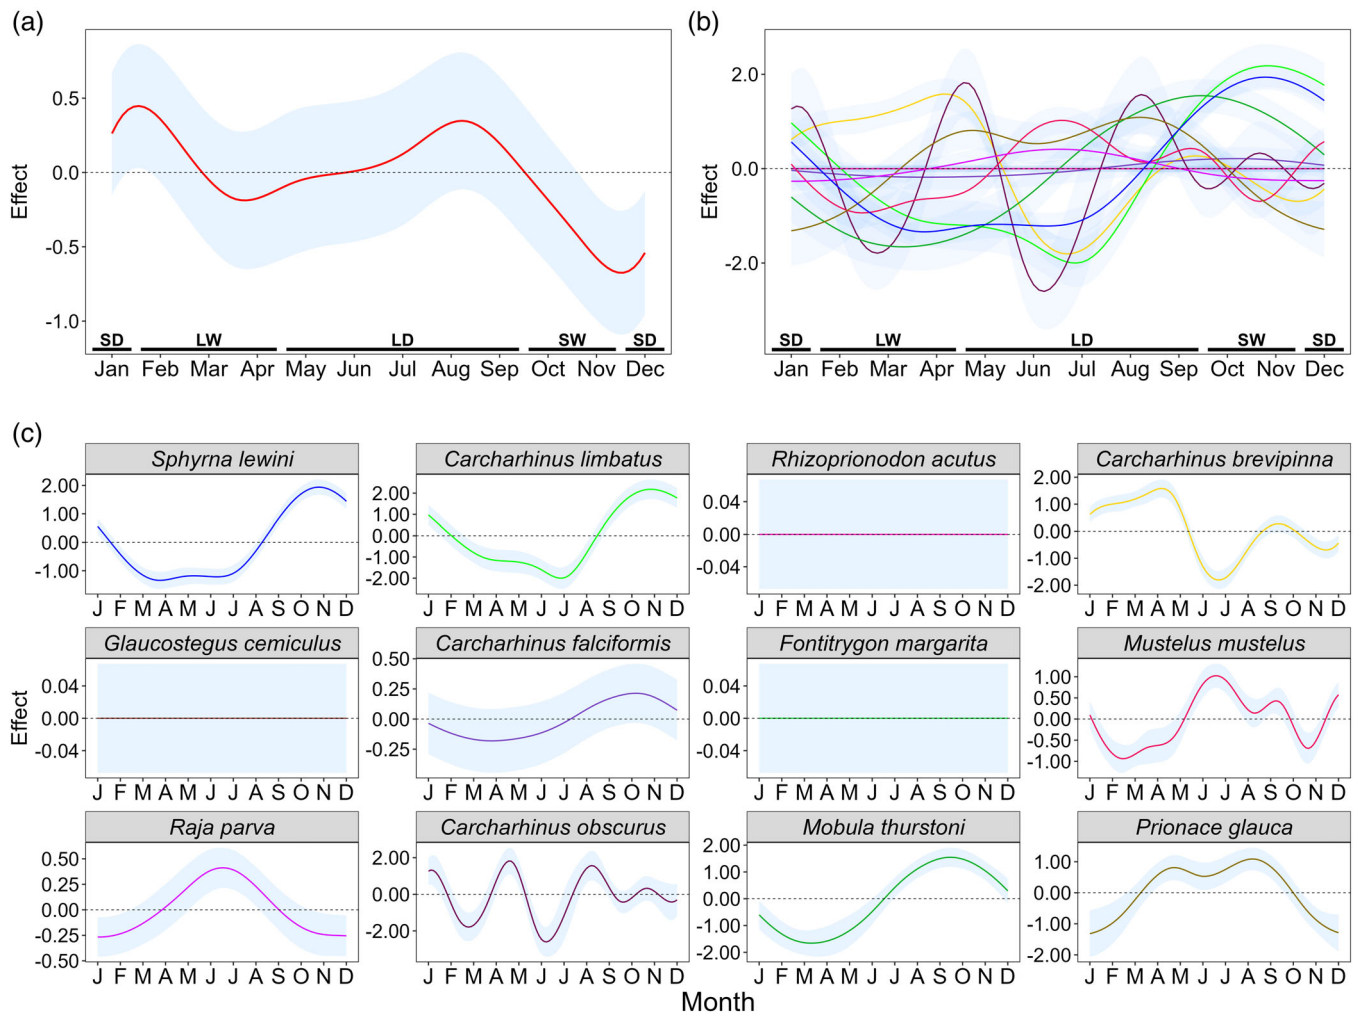 (a)
Effect
0.5
0.0
-0.5
-1.0
SD LW LD SW SD
Jan Feb Mar Apr May Jun Jul Aug Sep Oct Nov Dec
(b)
Effect
2.0
0.0
-2.0
SD LW LD SW SD
Jan Feb Mar Apr May Jun Jul Aug Sep Oct Nov Dec
(c)
Effect
Sphyrna lewini
2.00
1.00
0.00
-1.00
J F M A M J J A S O N D
Carcharhinus limbatus
2.00
1.00
0.00
-1.00
-2.00
J F M A M J J A S O N D
Rhizoprionodon acutus
0.04
0.00
-0.04
J F M A M J J A S O N D
Carcharhinus brevipinna
2.00
1.00
0.00
-1.00
-2.00
J F M A M J J A S O N D
Glaucostegus cemiculus
0.04
0.00
-0.04
J F M A M J J A S O N D
Carcharhinus falciformis
0.50
0.25
0.00
-0.25
J F M A M J J A S O N D
Fontitrygon margarita
0.04
0.00
-0.04
J F M A M J J A S O N D
Mustelus mustelus
1.00
0.50
0.00
-0.50
-1.00
J F M A M J J A S O N D
Raja parva
0.50
0.25
0.00
-0.25
-0.50
J F M A M J J A S O N D
Carcharhinus obscurus
2.00
0.00
-2.00
J F M A M J J A S O N D
Mobula thurstoni
2.00
1.00
0.00
-1.00
-2.00
J F M A M J J A S O N D
Prionace glauca
1.00
0.00
-1.00
-2.00
J F M A M J J A S O N D
Month